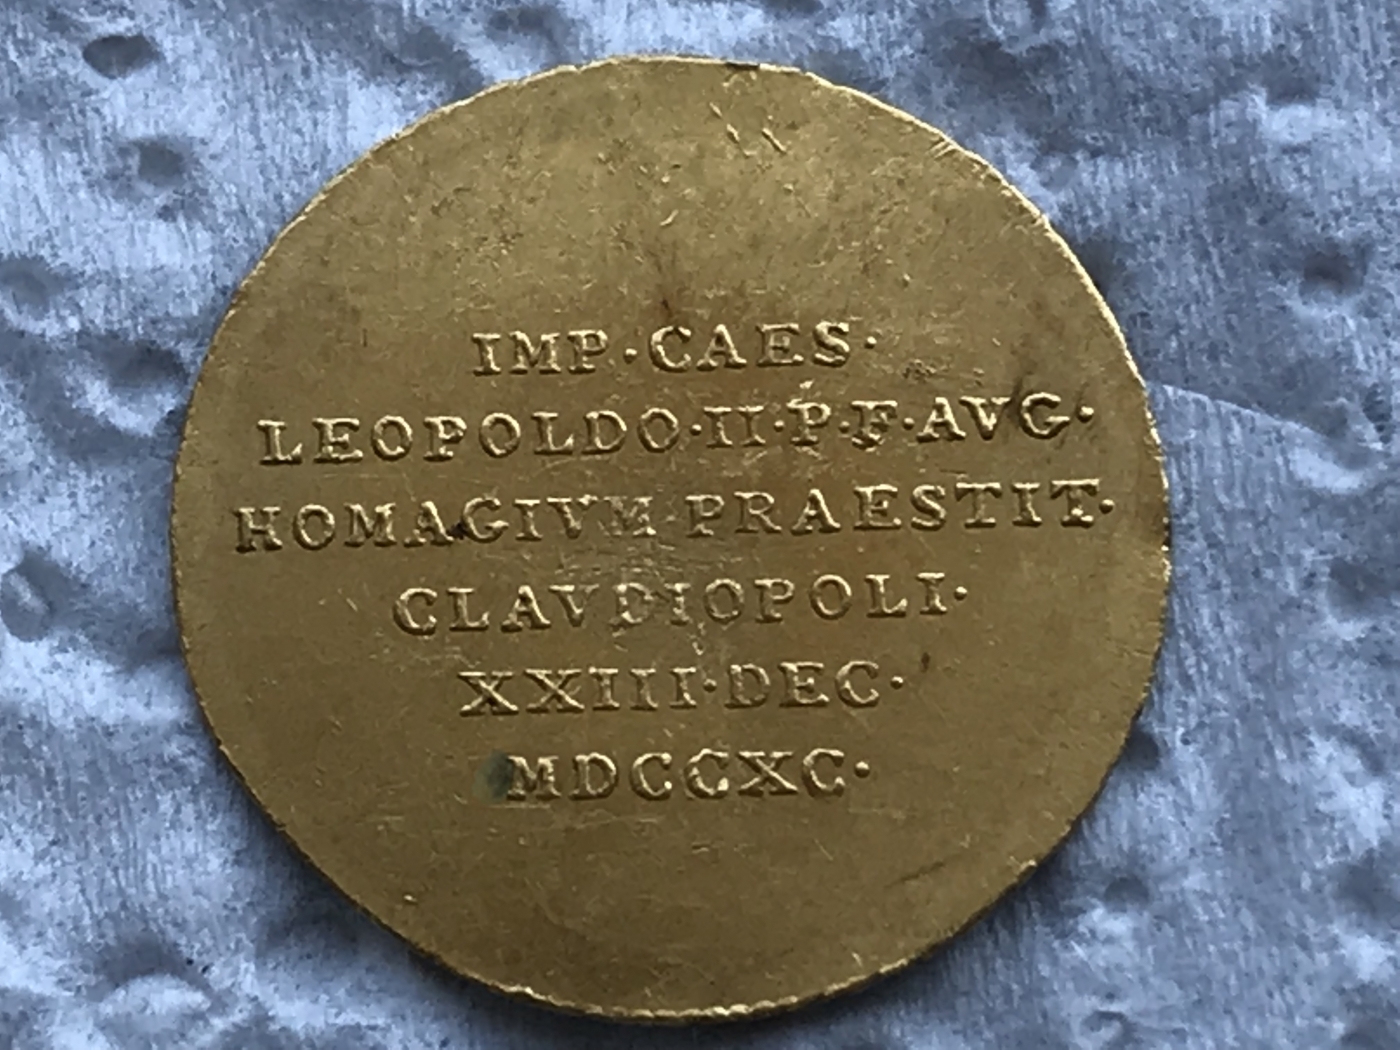 IMP·CAES·
LEOPOLDO·II·P·F·AVG·
HOMAGIVM PRAESTIT·
CLAVDIOPOLI·
XXIII·DEC·
MDCCXC·